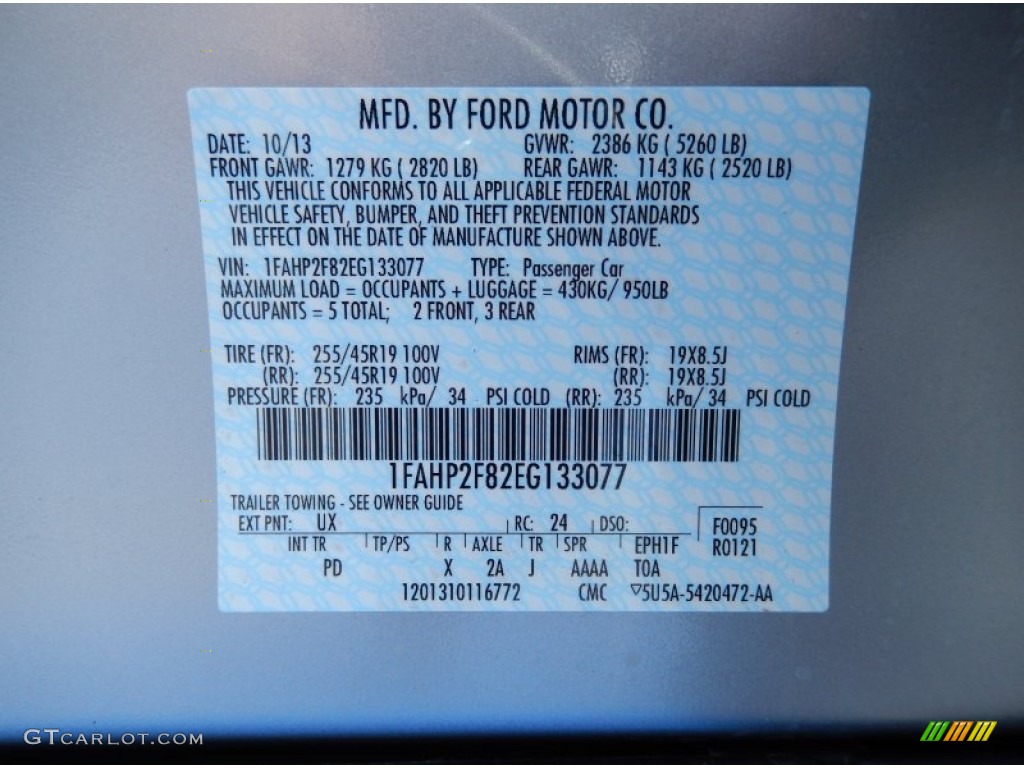 MFD. BY FORD MOTOR CO.
DATE: 10/13 GVWR: 2386 KG ( 5260 LB)
FRONT GAWR: 1279 KG ( 2820 LB) REAR GAWR: 1143 KG ( 2520 LB)
THIS VEHICLE CONFORMS TO ALL APPLICABLE FEDERAL MOTOR
VEHICLE SAFETY, BUMPER, AND THEFT PREVENTION STANDARDS
IN EFFECT ON THE DATE OF MANUFACTURE SHOWN ABOVE.
VIN: 1FAHP2F82EG133077 TYPE: Passenger Car
MAXIMUM LOAD = OCCUPANTS + LUGGAGE = 430KG/ 950LB
OCCUPANTS = 5 TOTAL; 2 FRONT, 3 REAR
TIRE (FR): 255/45R19 100V RIMS (FR): 19X8.5J
(RR): 255/45R19 100V (RR): 19X8.5J
PRESSURE (FR): 235 kPa/ 34 PSI COLD (RR): 235 kPa/ 34 PSI COLD
1FAHP2F82EG133077
TRAILER TOWING - SEE OWNER GUIDE
EXT PNT: UX RC: 24 DSO: F0095
INT TR TP/PS R AXLE TR SPR EPH1F R0121
PD X 2A J AAAA TOA
1201310116772 CMC ▽5U5A-5420472-AA
GTcarlot.com